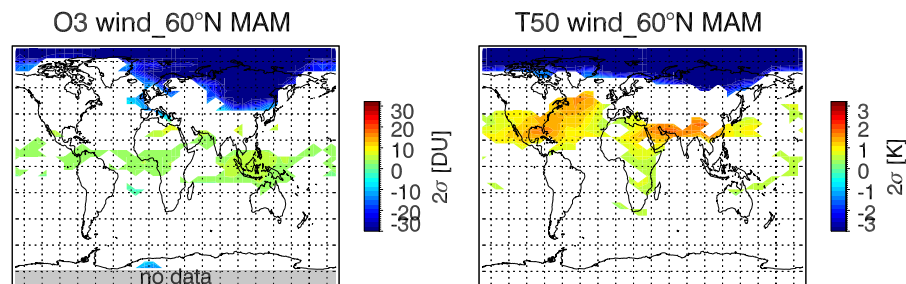 O3 wind_60°N MAM
T50 wind_60°N MAM
30
20
10
0
-10
-20
-30
2σ [DU]
3
2
1
0
-1
-2
-3
2σ [K]
no data